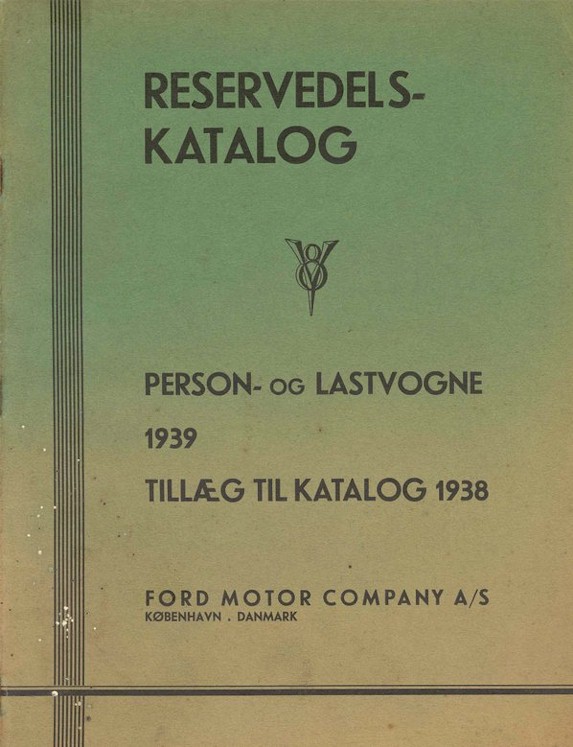 RESERVEDELS-
KATALOG
V8
PERSON- OG LASTVOGNE
1939
TILLÆG TIL KATALOG 1938
FORD MOTOR COMPANY A/S
KØBENHAVN . DANMARK